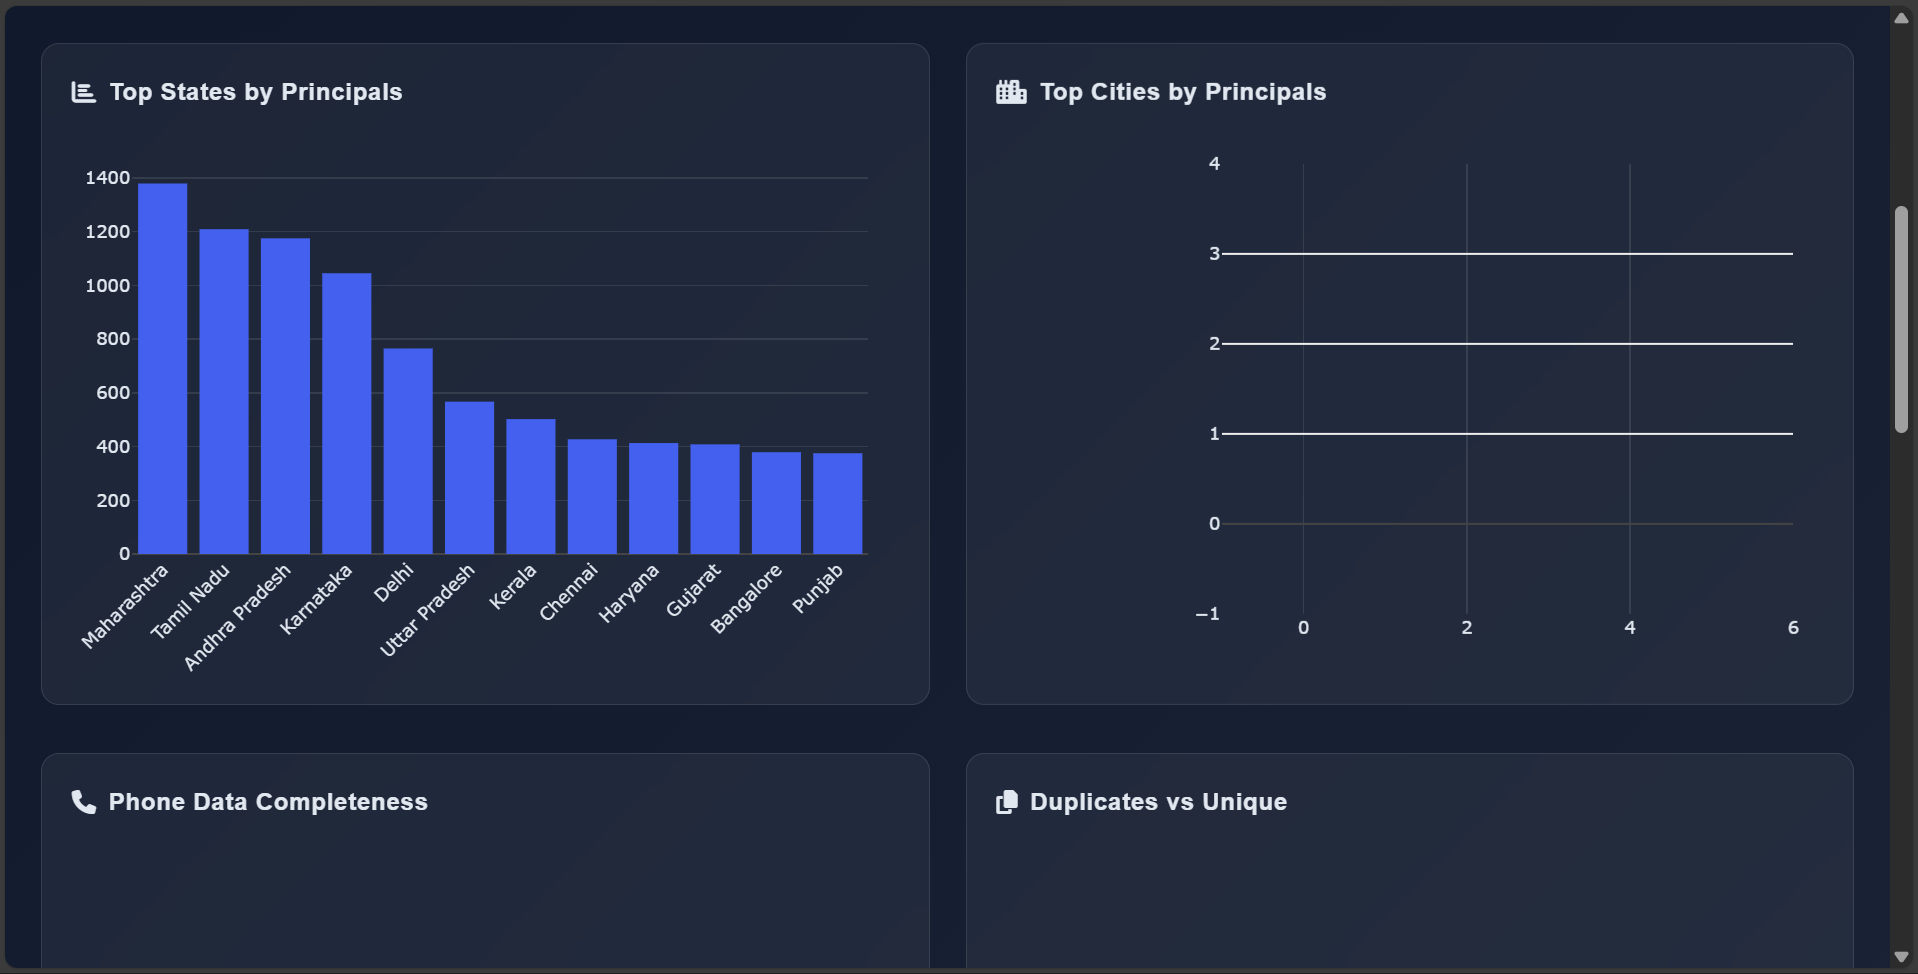 Top States by Principals
1400
1200
1000
800
600
400
200
0
Maharashtra
Tamil Nadu
Andhra Pradesh
Karnataka
Delhi
Uttar Pradesh
Kerala
Chennai
Haryana
Gujarat
Bangalore
Punjab
Top Cities by Principals
4
3
2
1
0
−1
0 2 4 6
Phone Data Completeness
Duplicates vs Unique